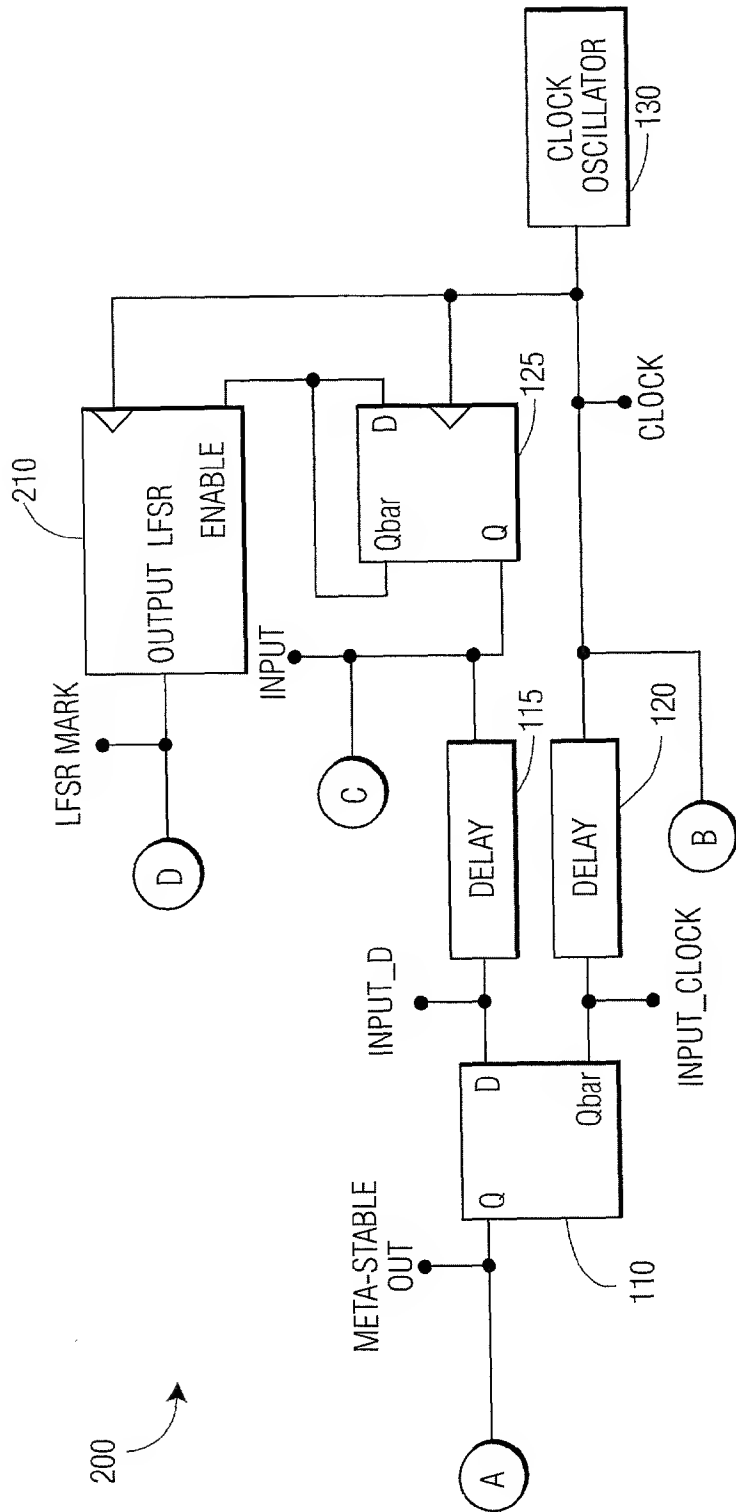 200
210
LFSR MARK
D
OUTPUT LFSR
ENABLE
INPUT
C
Qbar
D
Q
125
CLOCK
OSCILLATOR
130
META-STABLE
OUT
A
Q
D
Qbar
110
INPUT_D
DELAY
115
INPUT_CLOCK
DELAY
120
B
CLOCK